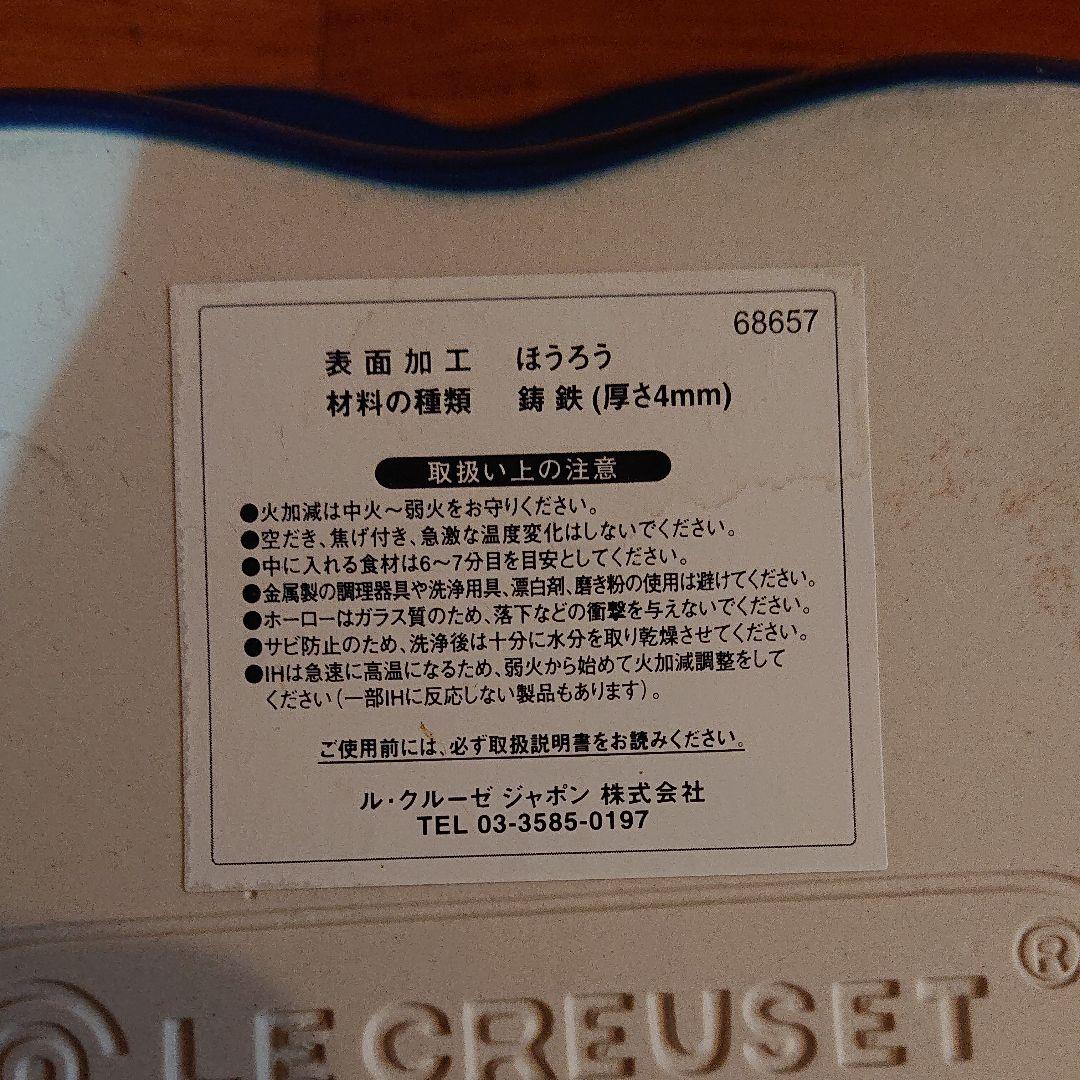 68657
表面加工 ほうろう
材料の種類 鋳鉄(厚さ4mm)
取扱い上の注意
●火加減は中火～弱火をお守りください。
●空だき、焦げ付き、急激な温度変化はしないでください。
●中に入れる食材は6～7分目を目安としてください。
●金属製の調理器具や洗浄用具、漂白剤、磨き粉の使用は避けてください。
●ホーローはガラス質のため、落下などの衝撃を与えないでください。
●サビ防止のため、洗浄後は十分に水分を取り乾燥させてください。
●IHは急速に高温になるため、弱火から始めて火加減調整をして
ください(一部IHに反応しない製品もあります)。
ご使用前には、必ず取扱説明書をお読みください。
ル・クルーゼ ジャポン 株式会社
TEL 03-3585-0197
LE CREUSET®